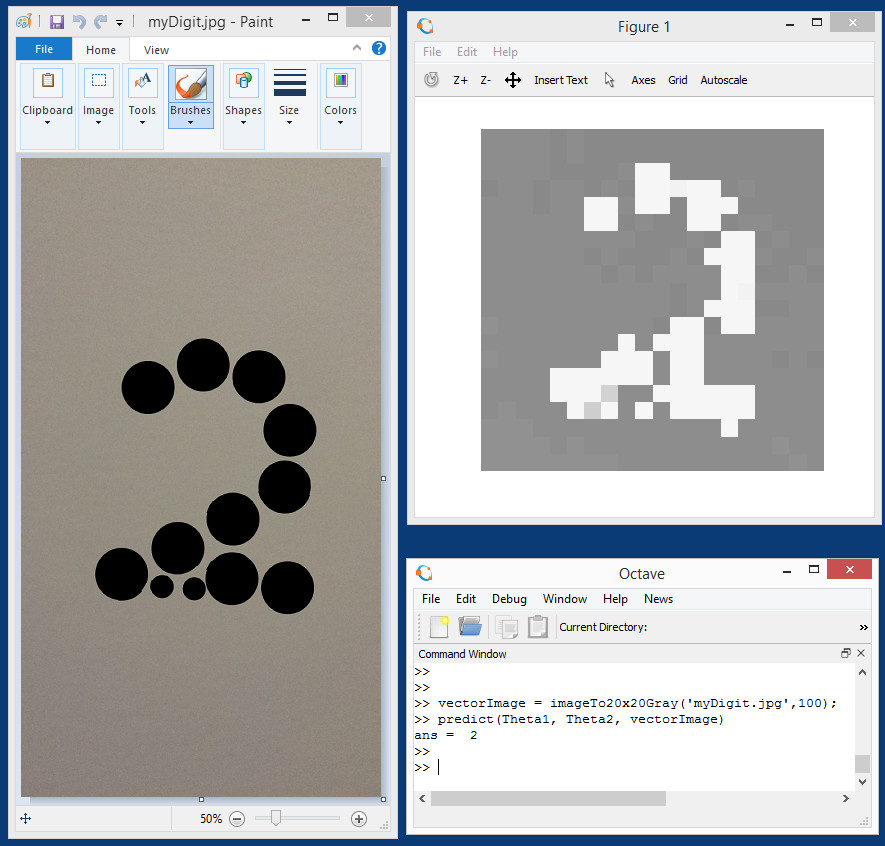 myDigit.jpg - Paint
File Home View
Clipboard Image Tools Brushes Shapes Size Colors
50%
Figure 1
File Edit Help
Z+ Z- Insert Text Axes Grid Autoscale
Octave
File Edit Debug Window Help News
Current Directory:
Command Window
>>
>>
>> vectorImage = imageTo20x20Gray('myDigit.jpg',100);
>> predict(Theta1, Theta2, vectorImage)
ans =  2
>>
>>